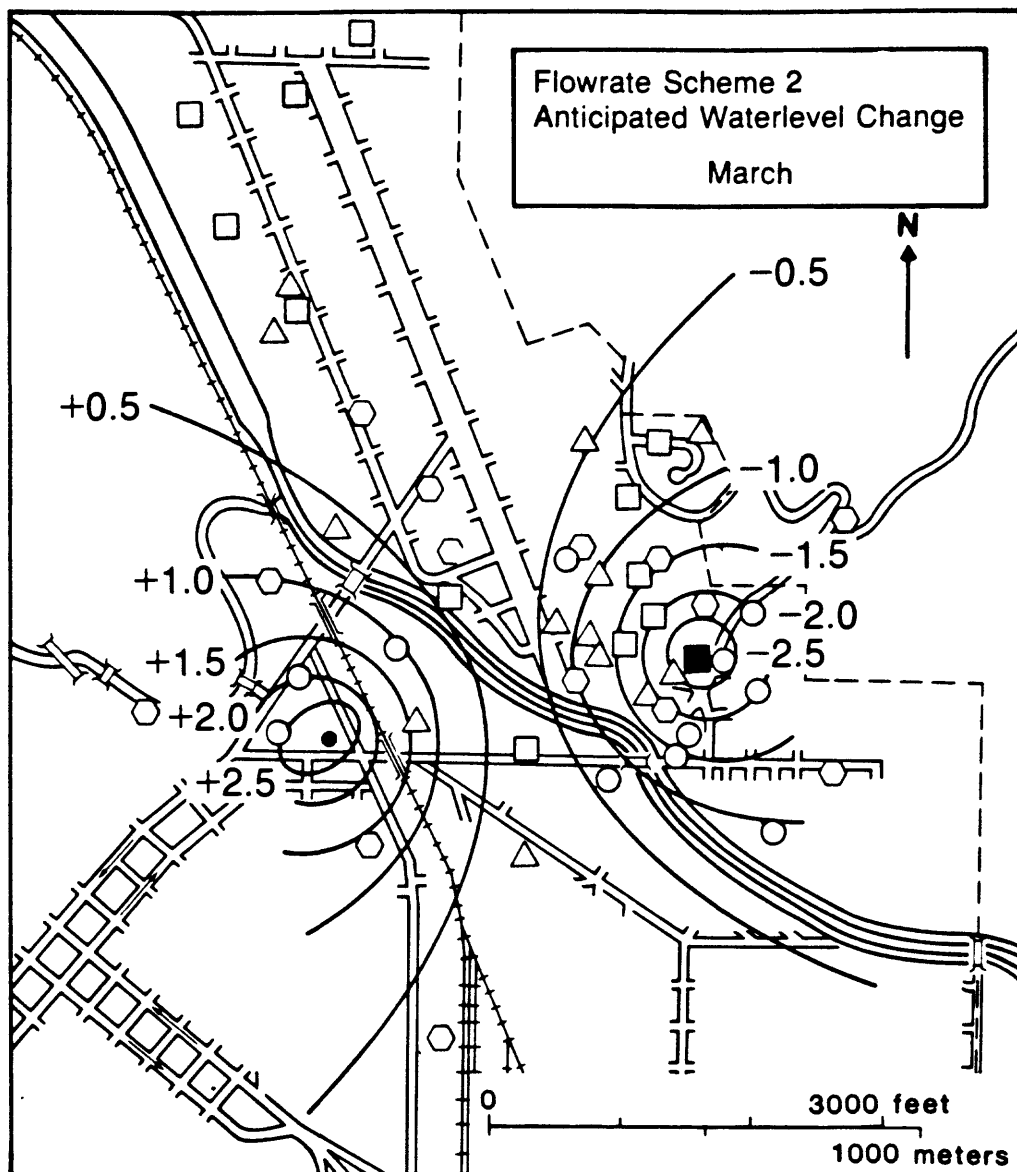 Flowrate Scheme 2
Anticipated Waterlevel Change
March
N
−0.5
+0.5
−1.0
−1.5
+1.0
−2.0
+1.5
−2.5
+2.0
+2.5
0
3000 feet
1000 meters